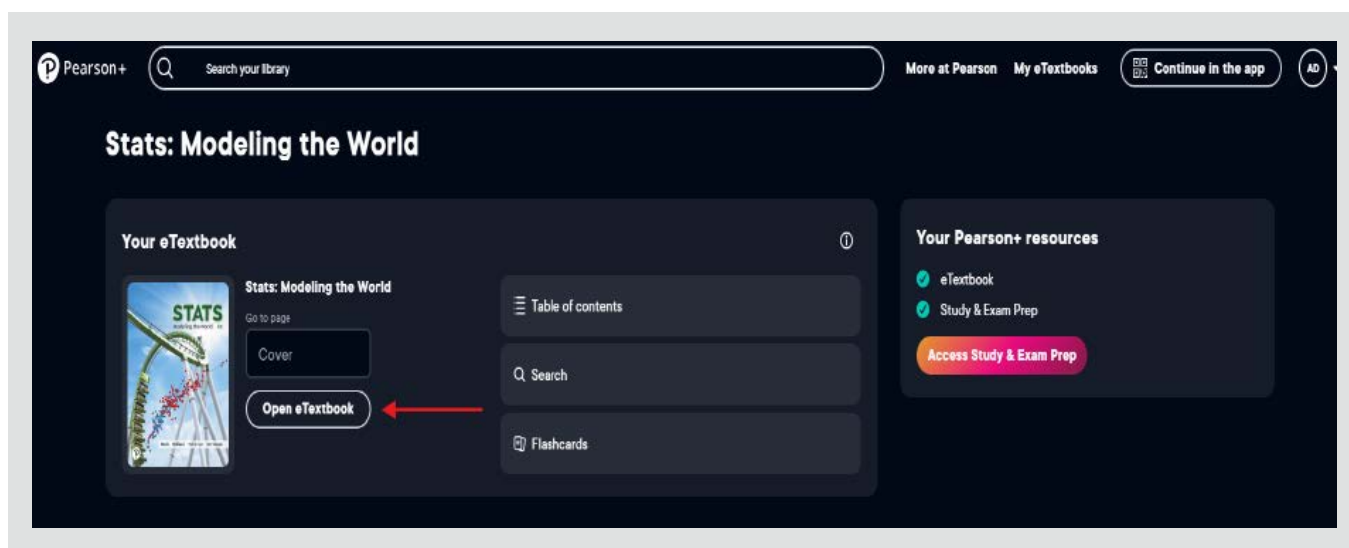 Pearson+
Search your library
More at Pearson
My eTextbooks
Continue in the app
AD
Stats: Modeling the World
Your eTextbook
STATS
Stats: Modeling the World
Go to page
Cover
Open eTextbook
Table of contents
Search
Flashcards
Your Pearson+ resources
eTextbook
Study & Exam Prep
Access Study & Exam Prep